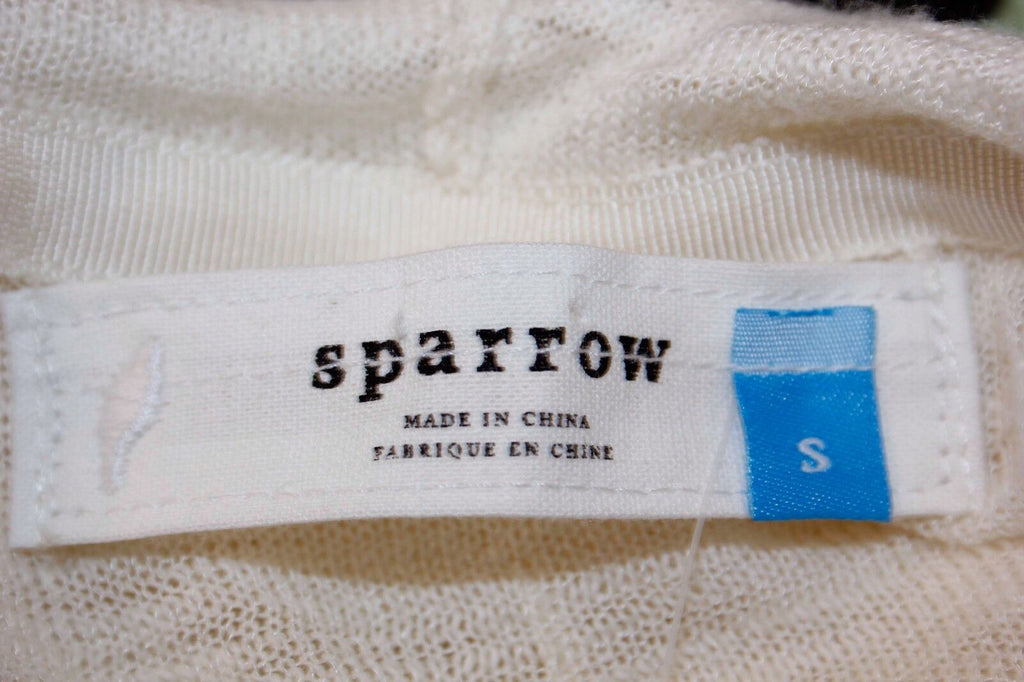 sparrow
MADE IN CHINA
FABRIQUE EN CHINE
S